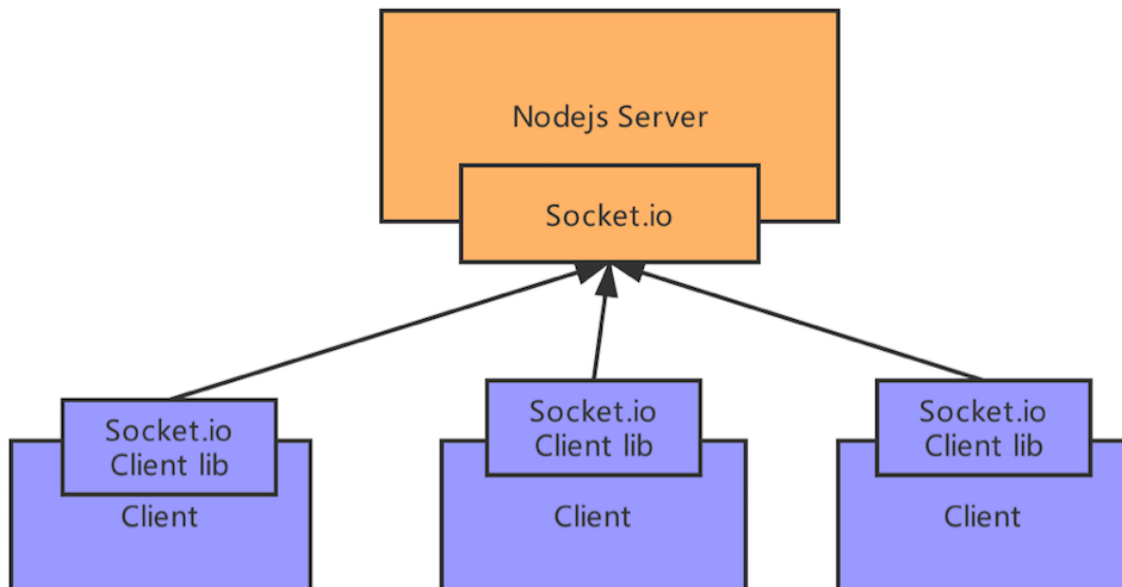 Nodejs Server
Socket.io
Socket.io
Client lib
Client
Socket.io
Client lib
Client
Socket.io
Client lib
Client